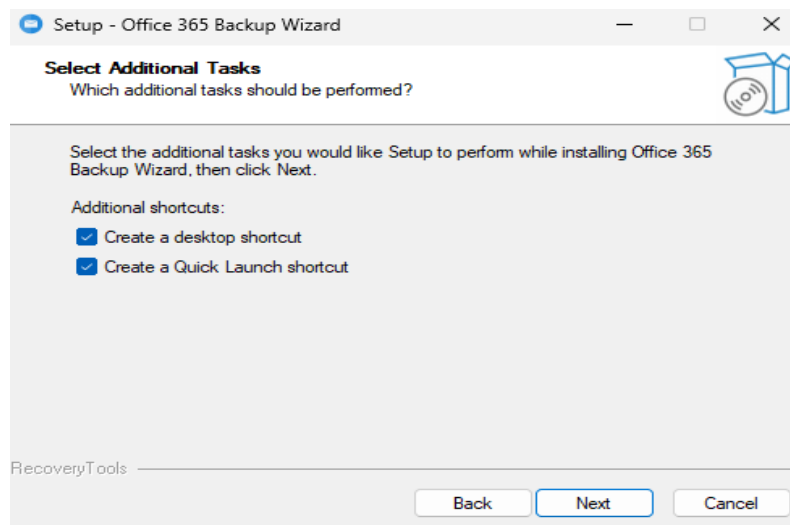 Setup - Office 365 Backup Wizard
Select Additional Tasks
Which additional tasks should be performed?
Select the additional tasks you would like Setup to perform while installing Office 365
Backup Wizard, then click Next.
Additional shortcuts:
Create a desktop shortcut
Create a Quick Launch shortcut
RecoveryTools
Back Next Cancel